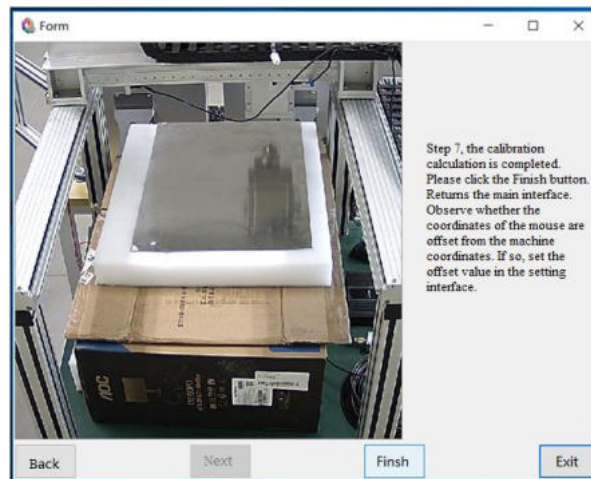 Form
Step 7, the calibration
calculation is completed.
Please click the Finish button.
Returns the main interface.
Observe whether the
coordinates of the mouse are
offset from the machine
coordinates. If so, set the
offset value in the setting
interface.
AOC
Back
Next
Finsh
Exit